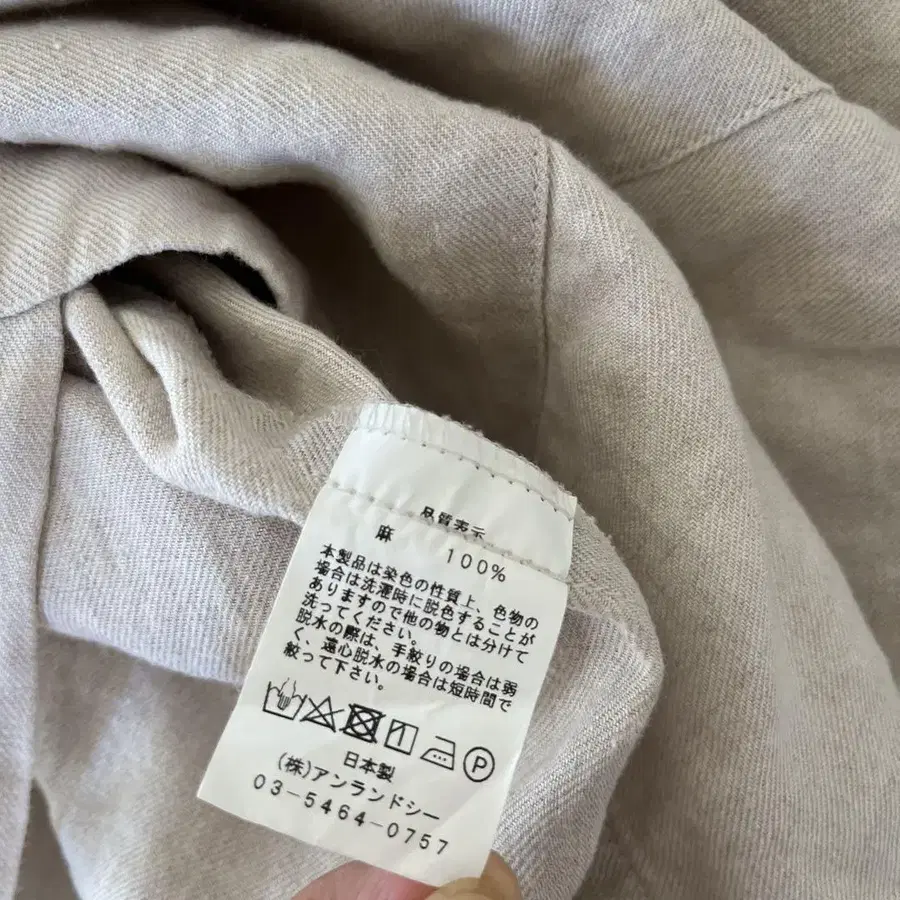 品質表示
麻 100%
本製品は染色の性質上、色物の
場合は洗濯時に脱色することが
ありますので他の物とは分けて
洗ってください。
脱水の際は、手絞りの場合は弱
く、遠心脱水の場合は短時間で
絞って下さい。
P
日本製
(株)アンランドシー
03-5464-0757